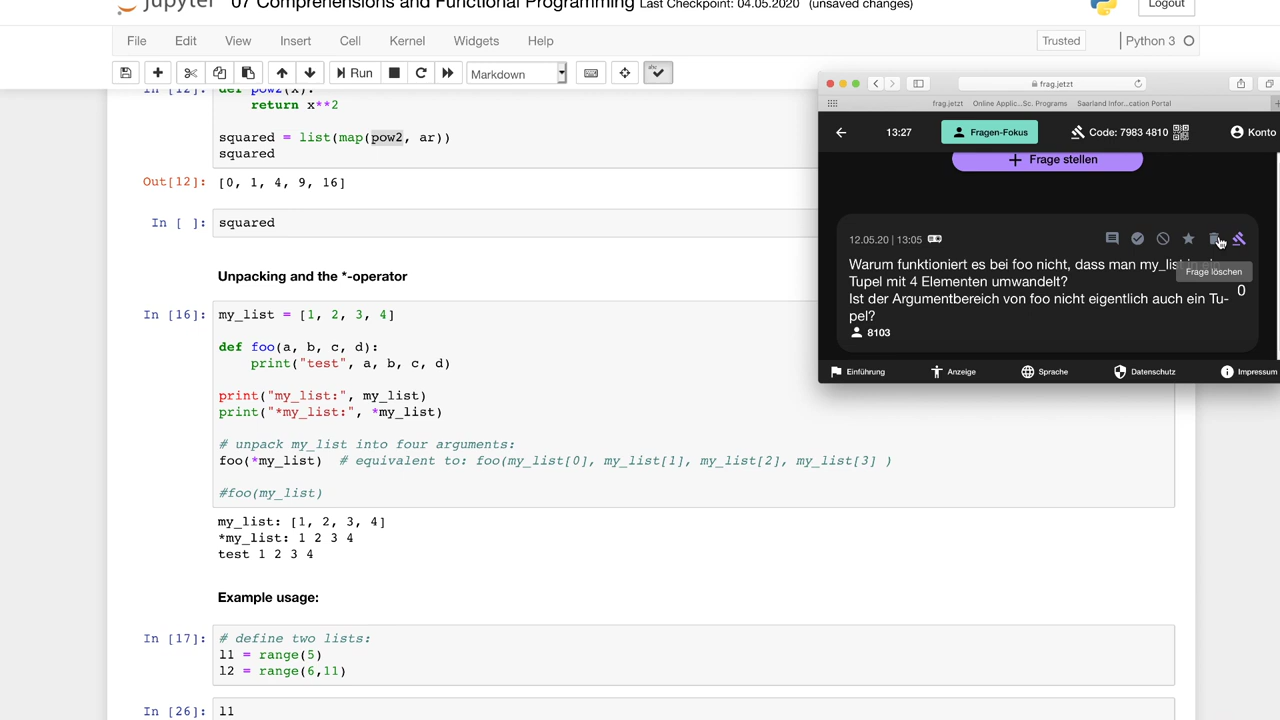 jupyter 07 Comprehensions and Functional Programming Last Checkpoint: 04.05.2020 (unsaved changes)
Logout
File Edit View Insert Cell Kernel Widgets Help
Trusted
Python 3
Run
Markdown
In [12]: def pow2(x):
return x**2
squared = list(map(pow2, ar))
squared
Out[12]: [0, 1, 4, 9, 16]
In [ ]: squared
Unpacking and the *-operator
In [16]: my_list = [1, 2, 3, 4]
def foo(a, b, c, d):
print("test", a, b, c, d)
print("my_list:", my_list)
print("*my_list:", *my_list)
# unpack my_list into four arguments:
foo(*my_list) # equivalent to: foo(my_list[0], my_list[1], my_list[2], my_list[3] )
#foo(my_list)
my_list: [1, 2, 3, 4]
*my_list: 1 2 3 4
test 1 2 3 4
Example usage:
In [17]: # define two lists:
l1 = range(5)
l2 = range(6,11)
In [26]: l1
frag.jetzt
frag.jetzt Online Applic...Sc. Programs Saarland Infor...cation Portal
13:27
Fragen-Fokus
Code: 7983 4810
Konto
Frage stellen
12.05.20 | 13:05
Warum funktioniert es bei foo nicht, dass man my_list in ein
Tupel mit 4 Elementen umwandelt?
Frage löschen
0
Ist der Argumentbereich von foo nicht eigentlich auch ein Tu-
pel?
8103
Einführung Anzeige Sprache Datenschutz Impressum